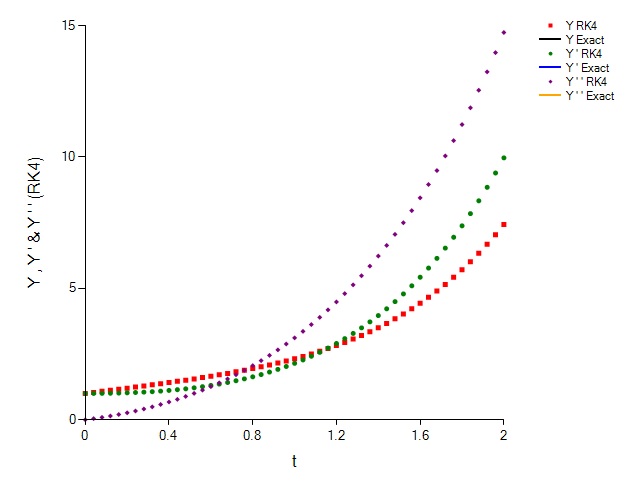 15
10
5
0
Y , Y ' & Y ' ' (RK4)
0
0.4
0.8
1.2
1.6
2
t
Y RK4
Y Exact
Y ' RK4
Y ' Exact
Y ' ' RK4
Y ' ' Exact